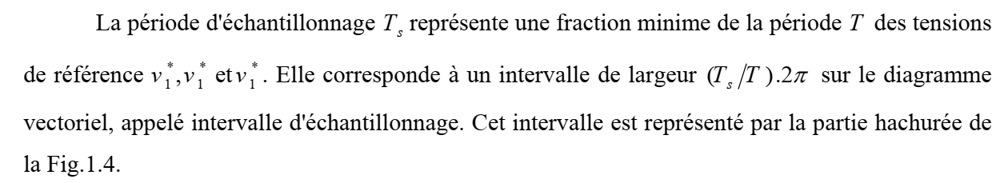 La période d'échantillonnage $T_s$ représente une fraction minime de la période $T$ des tensions
de référence $v_1^*, v_1^*$ et $v_1^*$. Elle corresponde à un intervalle de largeur $(T_s/T).2\pi$ sur le diagramme
vectoriel, appelé intervalle d'échantillonnage. Cet intervalle est représenté par la partie hachurée de
la Fig.1.4.